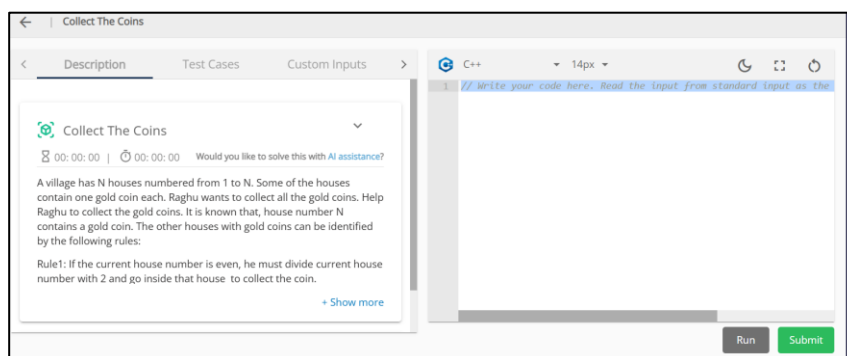 Collect The Coins
Description Test Cases Custom Inputs
C++ 14px
1 // Write your code here. Read the input from standard input as the
Collect The Coins
00: 00: 00 | 00: 00: 00 Would you like to solve this with AI assistance?
A village has N houses numbered from 1 to N. Some of the houses
contain one gold coin each. Raghu wants to collect all the gold coins. Help
Raghu to collect the gold coins. It is known that, house number N
contains a gold coin. The other houses with gold coins can be identified
by the following rules:
Rule1: If the current house number is even, he must divide current house
number with 2 and go inside that house to collect the coin.
+ Show more
Run Submit